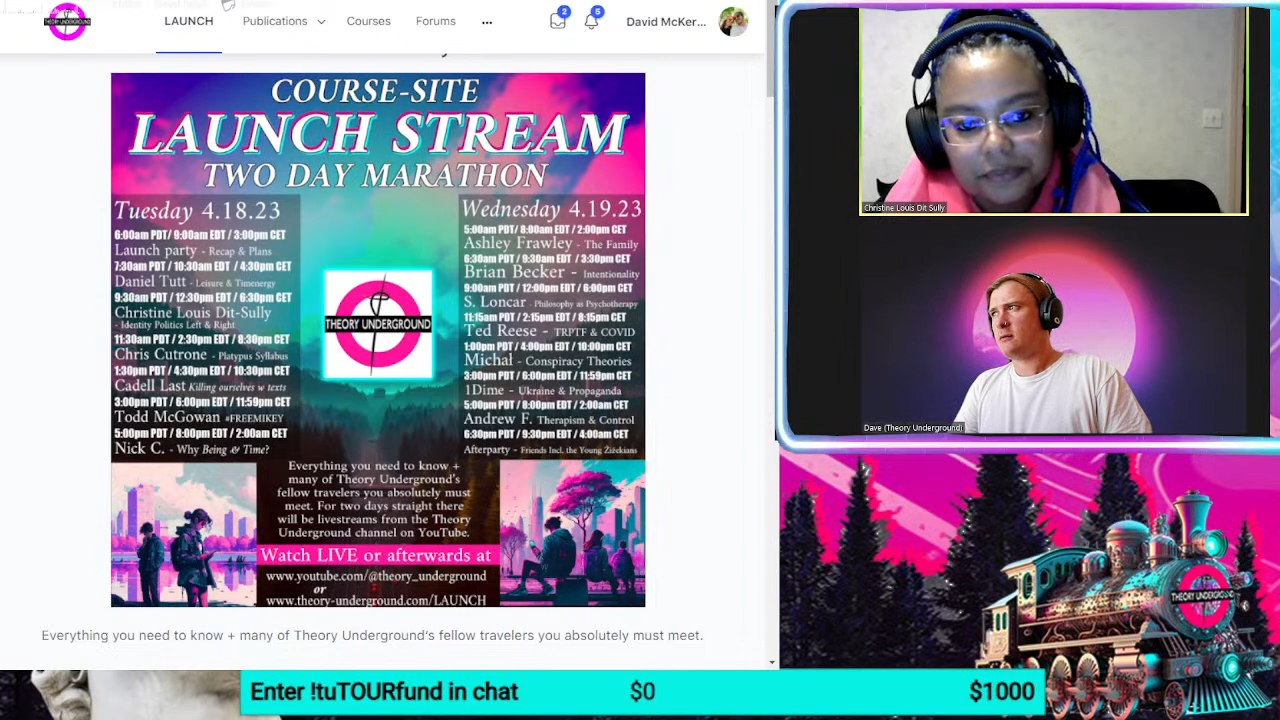 THEORY UNDERGROUND
LAUNCH
Publications
Courses
Forums
...
2
5
David McKer...
COURSE-SITE
LAUNCH STREAM
TWO DAY MARATHON
Tuesday 4.18.23
6:00am PDT/ 9:00am EDT / 3:00pm CET
Launch party - Recap & Plans
7:30am PDT / 10:30am EDT / 4:30pm CET
Daniel Tutt - Leisure & Timenergy
9:30am PDT / 12:30pm EDT / 6:30pm CET
Christine Louis Dit-Sully
- Identity Politics Left & Right
11:30am PDT / 2:30pm EDT / 8:30pm CET
Chris Cutrone - Platypus Syllabus
1:30pm PDT / 4:30pm EDT / 10:30pm CET
Cadell Last Killing ourselves w texts
3:00pm PDT / 6:00pm EDT / 11:59pm CET
Todd McGowan #FREEMIKEY
5:00pm PDT / 8:00pm EDT / 2:00am CET
Nick C. - Why Being & Time?
THEORY UNDERGROUND
Wednesday 4.19.23
5:00am PDT/ 8:00am EDT / 2:00pm CET
Ashley Frawley - The Family
6:30am PDT / 9:30am EDT / 3:30pm CET
Brian Becker - Intentionality
9:00am PDT / 12:00pm EDT / 6:00pm CET
S. Loncar - Philosophy as Psychotherapy
11:15am PDT / 2:15pm EDT / 8:15pm CET
Ted Reese - TRPTF & COVID
1:00pm PDT / 4:00pm EDT / 10:00pm CET
Michal - Conspiracy Theories
3:00pm PDT / 6:00pm EDT / 11:59pm CET
1Dime - Ukraine & Propaganda
5:00pm PDT / 8:00pm EDT / 2:00am CET
Andrew F. Therapism & Control
6:30pm PDT / 9:30pm EDT / 4:00am CET
Afterparty - Friends Incl. the Young Žižekians
Everything you need to know +
many of Theory Underground's
fellow travelers you absolutely must
meet. For two days straight there
will be livestreams from the Theory
Underground channel on YouTube.
Watch LIVE or afterwards at
www.youtube.com/@theory_underground
or
www.theory-underground.com/LAUNCH
Everything you need to know + many of Theory Underground's fellow travelers you absolutely must meet.
Christine Louis Dit Sully
Dave (Theory Underground)
THEORY UNDERGROUND
Enter !tuTOURfund in chat
$0
$1000